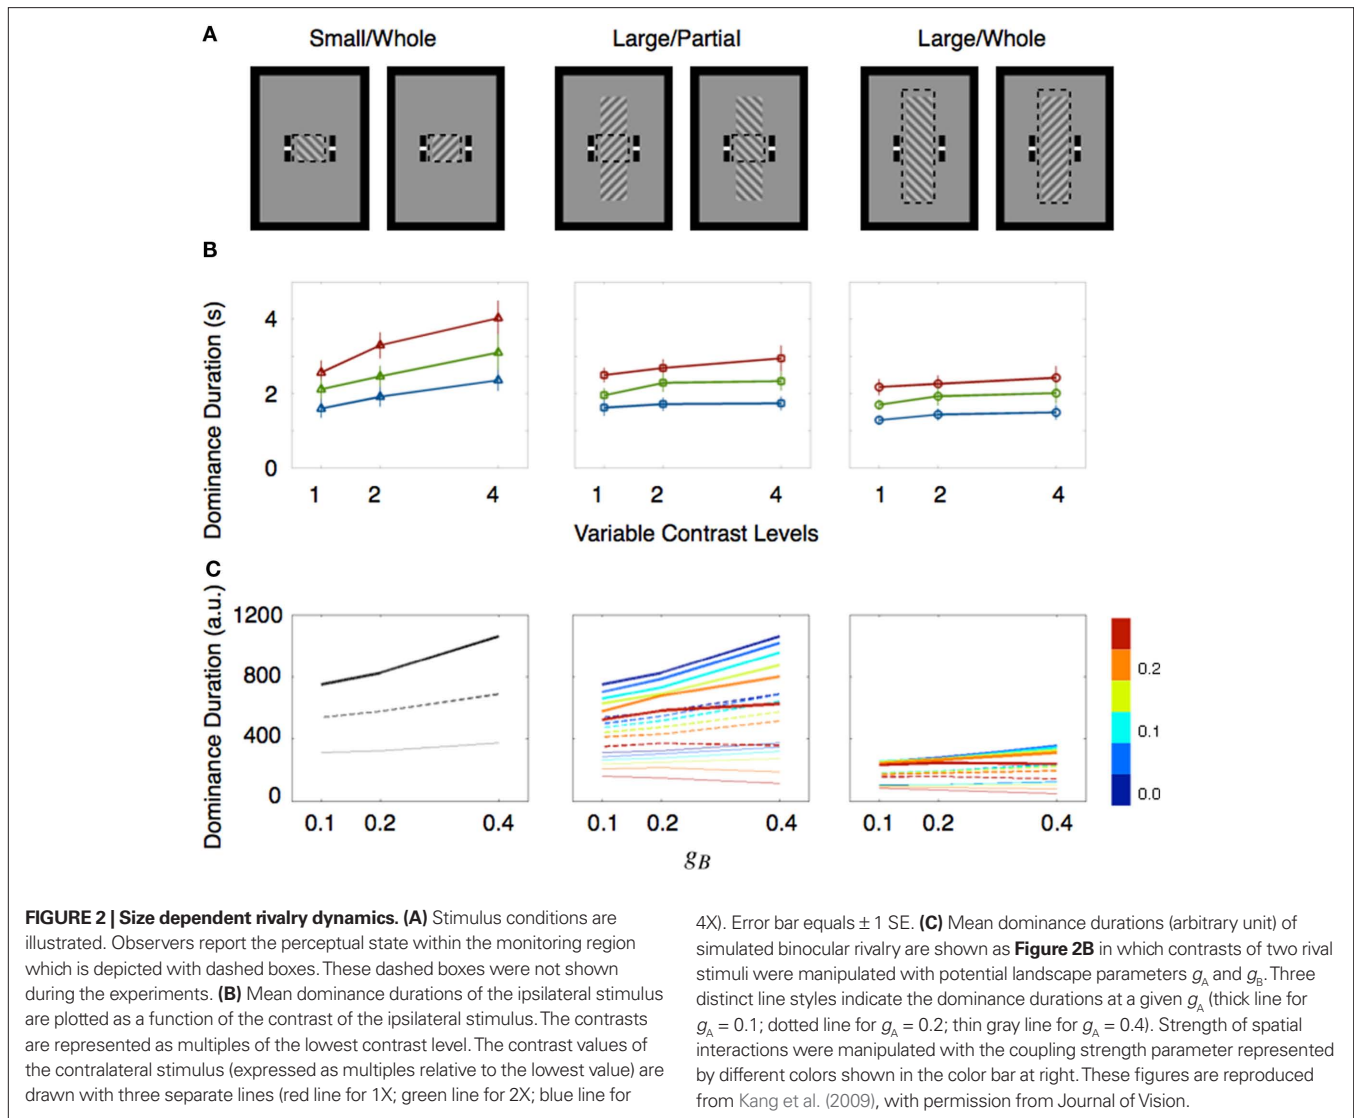 A
Small/Whole
Large/Partial
Large/Whole
B
Dominance Duration (s)
4
2
0
1 2 4
1 2 4
1 2 4
Variable Contrast Levels
C
Dominance Duration (a.u.)
1200
800
400
0
0.1 0.2 0.4
0.1 0.2 0.4
0.1 0.2 0.4
gB
0.2
0.1
0.0
FIGURE 2 | Size dependent rivalry dynamics. (A) Stimulus conditions are
illustrated. Observers report the perceptual state within the monitoring region
which is depicted with dashed boxes. These dashed boxes were not shown
during the experiments. (B) Mean dominance durations of the ipsilateral stimulus
are plotted as a function of the contrast of the ipsilateral stimulus. The contrasts
are represented as multiples of the lowest contrast level. The contrast values of
the contralateral stimulus (expressed as multiples relative to the lowest value) are
drawn with three separate lines (red line for 1X; green line for 2X; blue line for
4X). Error bar equals ± 1 SE. (C) Mean dominance durations (arbitrary unit) of
simulated binocular rivalry are shown as Figure 2B in which contrasts of two rival
stimuli were manipulated with potential landscape parameters gA and gB. Three
distinct line styles indicate the dominance durations at a given gA (thick line for
gA = 0.1; dotted line for gA = 0.2; thin gray line for gA = 0.4). Strength of spatial
interactions were manipulated with the coupling strength parameter represented
by different colors shown in the color bar at right. These figures are reproduced
from Kang et al. (2009), with permission from Journal of Vision.